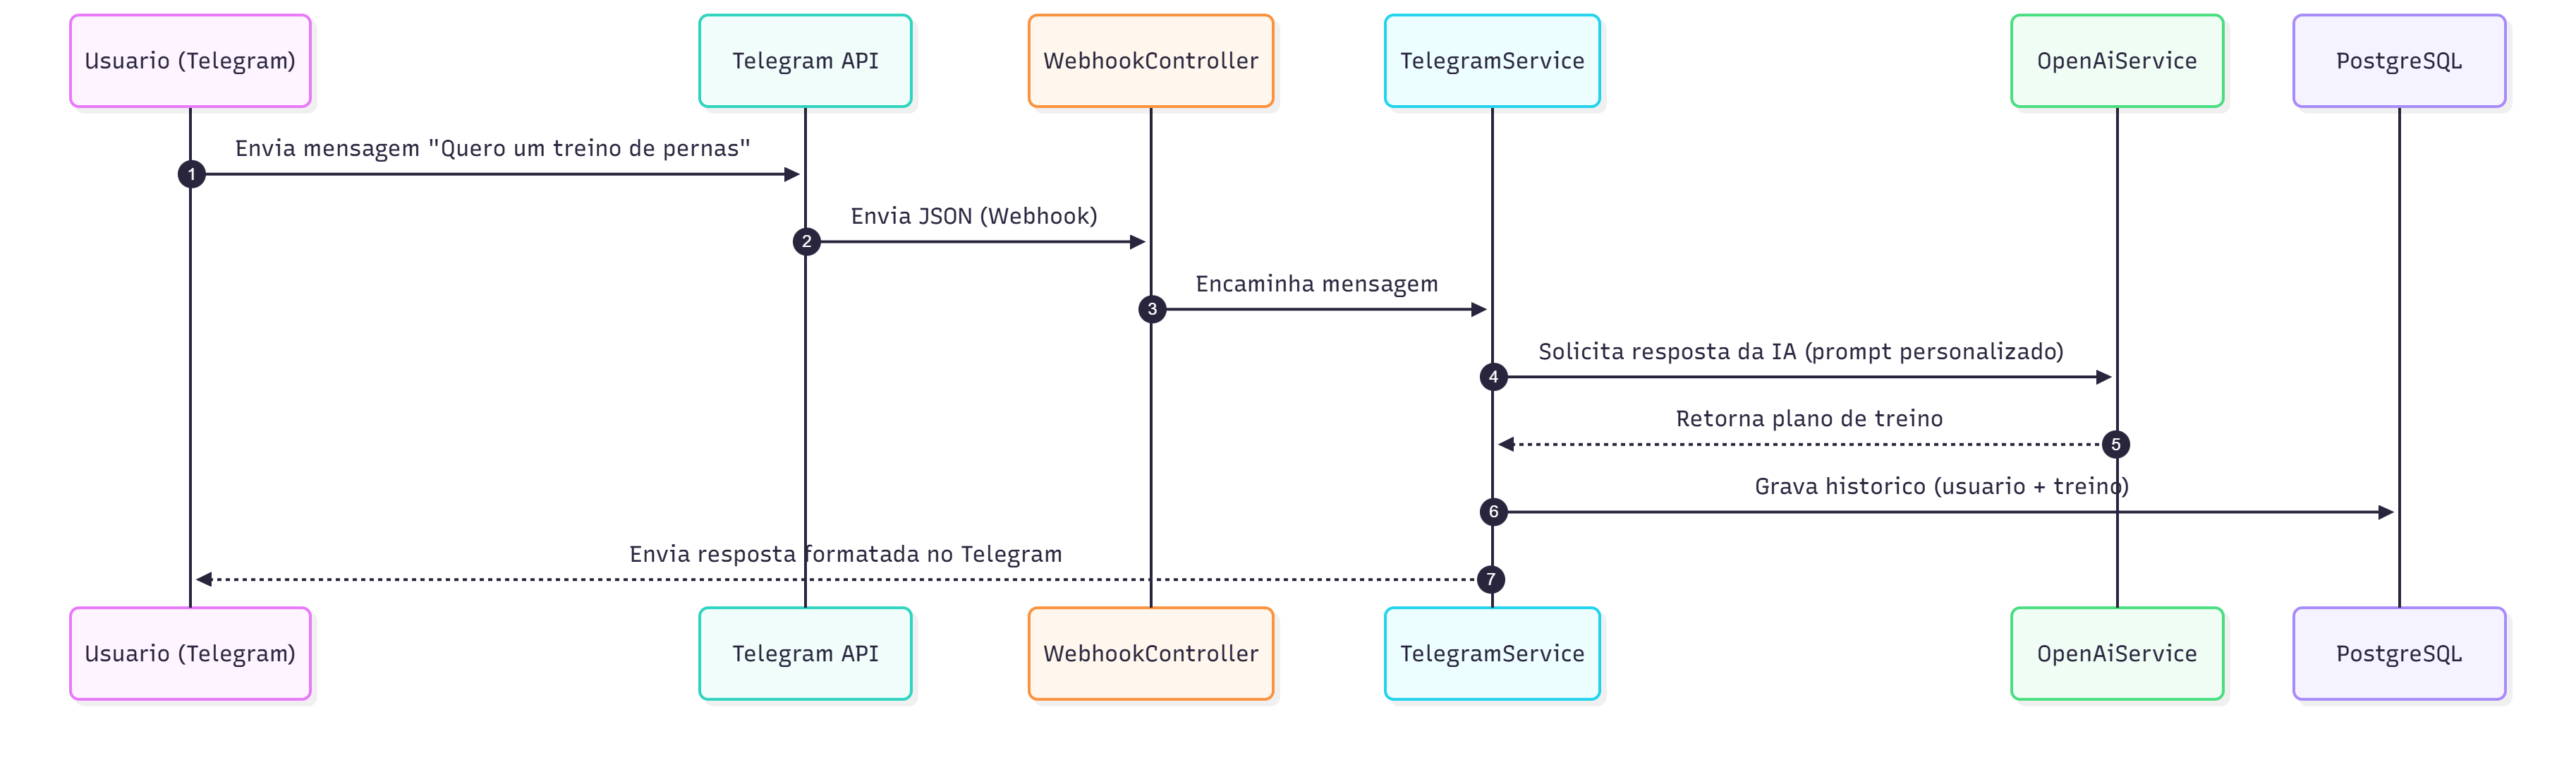 Usuario (Telegram)
Telegram API
WebhookController
TelegramService
OpenAiService
PostgreSQL
Envia mensagem "Quero um treino de pernas"
1
Envia JSON (Webhook)
2
Encaminha mensagem
3
Solicita resposta da IA (prompt personalizado)
4
Retorna plano de treino
5
Grava historico (usuario + treino)
6
Envia resposta formatada no Telegram
7
Usuario (Telegram)
Telegram API
WebhookController
TelegramService
OpenAiService
PostgreSQL